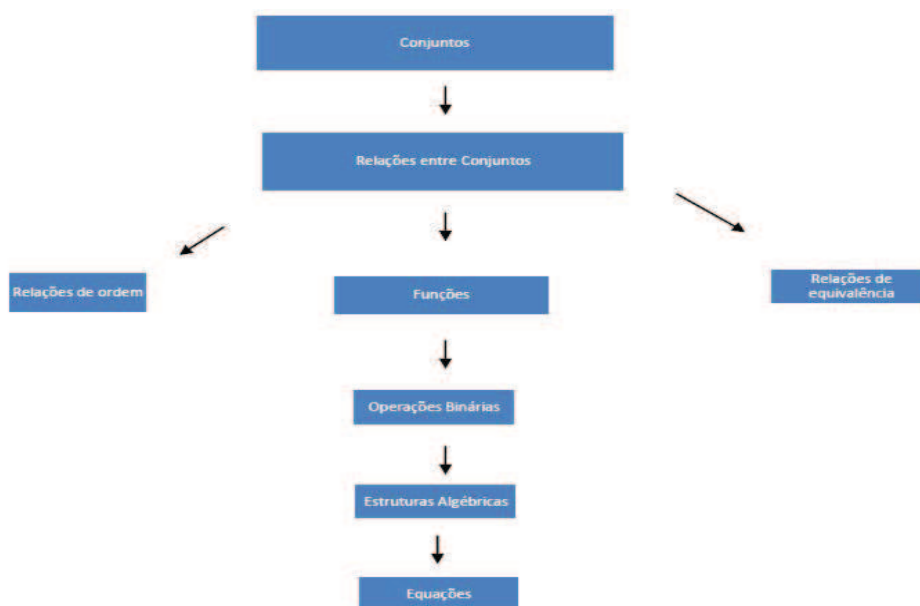 Conjuntos
Relações entre Conjuntos
Relações de ordem
Funções
Relações de
equivalência
Operações Binárias
Estruturas Algébricas
Equações